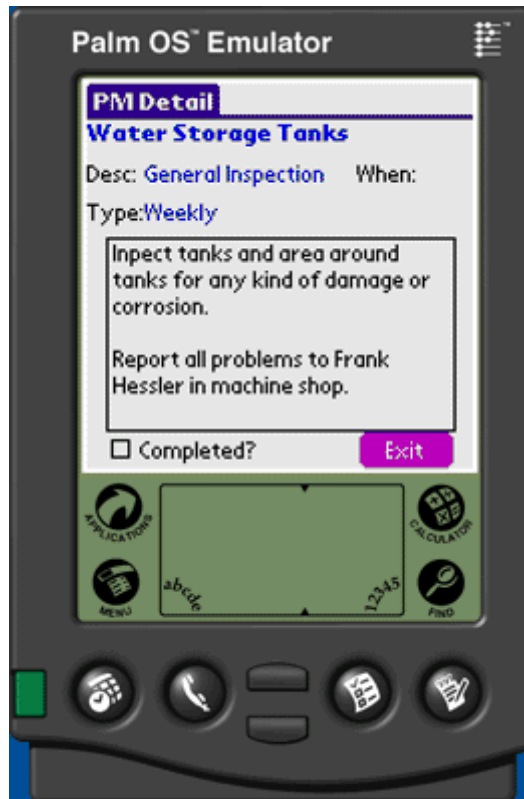 Palm OS™ Emulator
PM Detail
Water Storage Tanks
Desc: General Inspection When:
Type:Weekly
Inpect tanks and area around
tanks for any kind of damage or
corrosion.
Report all problems to Frank
Hessler in machine shop.
Completed?
Exit
APPLICATIONS
CALCULATOR
MENU
abcde
12345
FIND